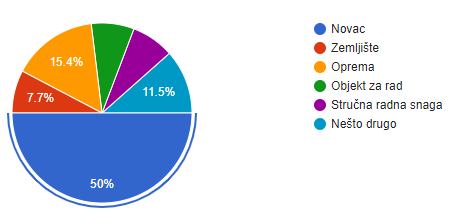 15.4%
7.7%
11.5%
50%
Novac
Zemljište
Oprema
Objekt za rad
Stručna radna snaga
Nešto drugo